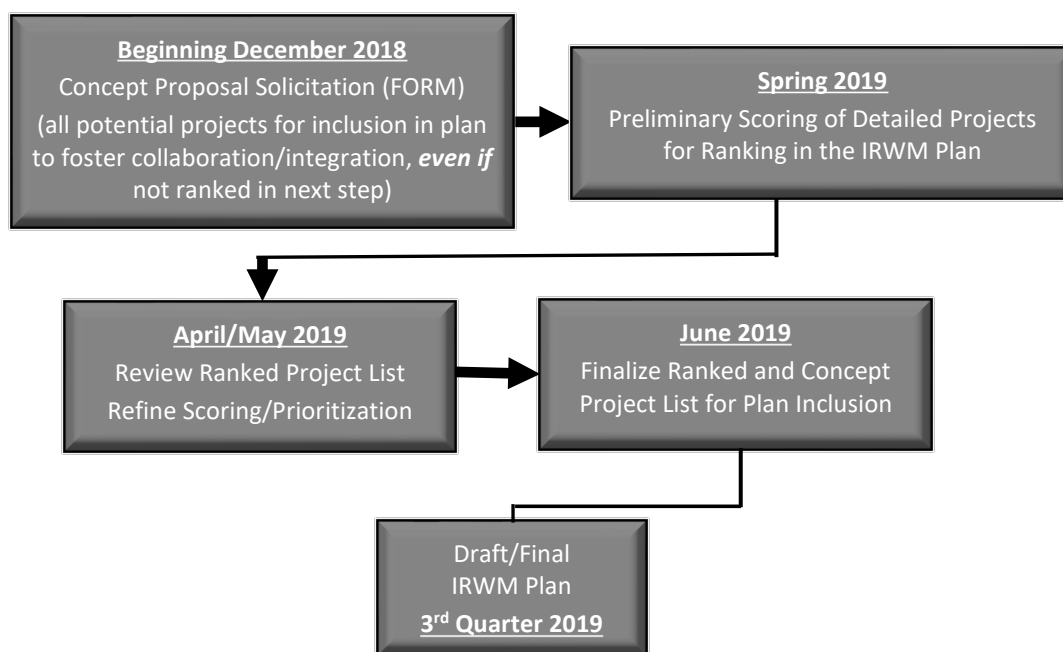 Beginning December 2018
Concept Proposal Solicitation (FORM)
(all potential projects for inclusion in plan
to foster collaboration/integration, even if
not ranked in next step)
Spring 2019
Preliminary Scoring of Detailed Projects
for Ranking in the IRWM Plan
April/May 2019
Review Ranked Project List
Refine Scoring/Prioritization
June 2019
Finalize Ranked and Concept
Project List for Plan Inclusion
Draft/Final
IRWM Plan
3rd Quarter 2019